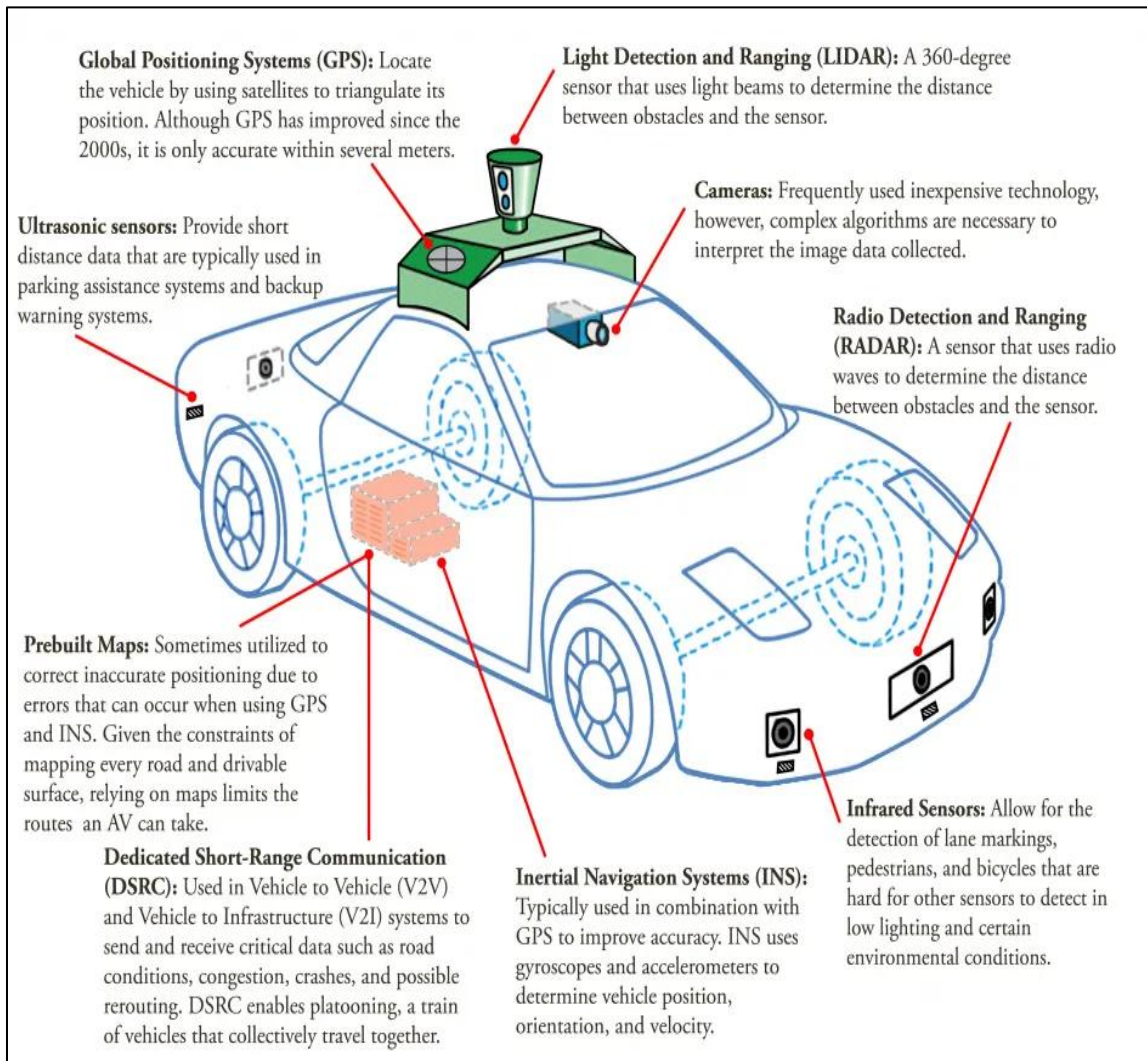 Global Positioning Systems (GPS): Locate
the vehicle by using satellites to triangulate its
position. Although GPS has improved since the
2000s, it is only accurate within several meters.
Light Detection and Ranging (LIDAR): A 360-degree
sensor that uses light beams to determine the distance
between obstacles and the sensor.
Cameras: Frequently used inexpensive technology,
however, complex algorithms are necessary to
interpret the image data collected.
Ultrasonic sensors: Provide short
distance data that are typically used in
parking assistance systems and backup
warning systems.
Radio Detection and Ranging
(RADAR): A sensor that uses radio
waves to determine the distance
between obstacles and the sensor.
Prebuilt Maps: Sometimes utilized to
correct inaccurate positioning due to
errors that can occur when using GPS
and INS. Given the constraints of
mapping every road and drivable
surface, relying on maps limits the
routes an AV can take.
Dedicated Short-Range Communication
(DSRC): Used in Vehicle to Vehicle (V2V)
and Vehicle to Infrastructure (V2I) systems to
send and receive critical data such as road
conditions, congestion, crashes, and possible
rerouting. DSRC enables platooning, a train
of vehicles that collectively travel together.
Inertial Navigation Systems (INS):
Typically used in combination with
GPS to improve accuracy. INS uses
gyroscopes and accelerometers to
determine vehicle position,
orientation, and velocity.
Infrared Sensors: Allow for the
detection of lane markings,
pedestrians, and bicycles that are
hard for other sensors to detect in
low lighting and certain
environmental conditions.